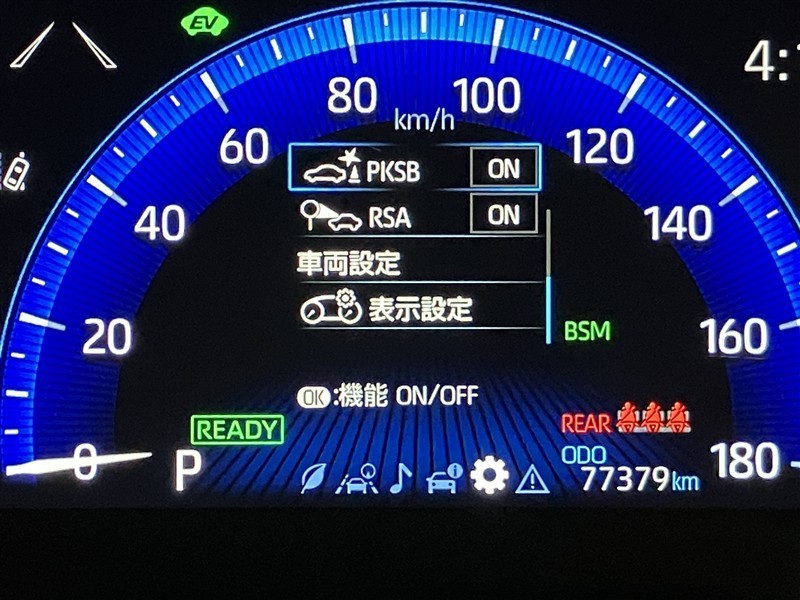 EV
4:
80 100
km/h
60 120
PKSB ON
RSA ON
40 140
車両設定
表示設定
20 160
BSM
OK:機能 ON/OFF
REAR
READY
ODO
0 P 180
77379km